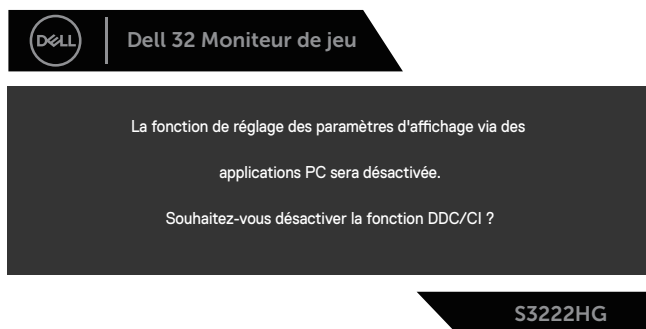 DELL
Dell 32 Moniteur de jeu
La fonction de réglage des paramètres d'affichage via des
applications PC sera désactivée.
Souhaitez-vous désactiver la fonction DDC/CI ?
S3222HG